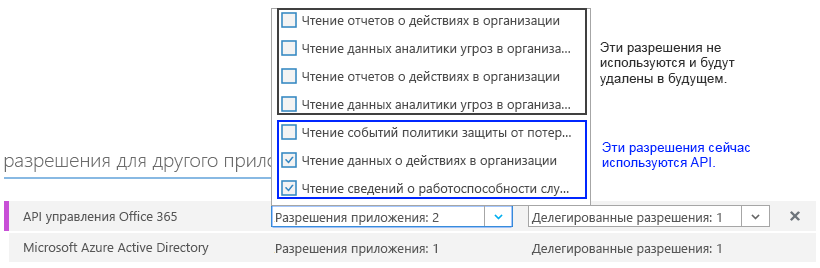 Чтение отчетов о действиях в организации
Чтение данных аналитики угроз в организа...
Чтение отчетов о действиях в организации
Чтение данных аналитики угроз в организа...
Эти разрешения не
используются и будут
удалены в будущем.
Чтение событий политики защиты от потер...
Чтение данных о действиях в организации
Чтение сведений о работоспособности слу...
Эти разрешения сейчас
используются API.
разрешения для другого прило
API управления Office 365
Разрешения приложения: 2
Делегированные разрешения: 1
Microsoft Azure Active Directory
Разрешения приложения: 1
Делегированные разрешения: 1